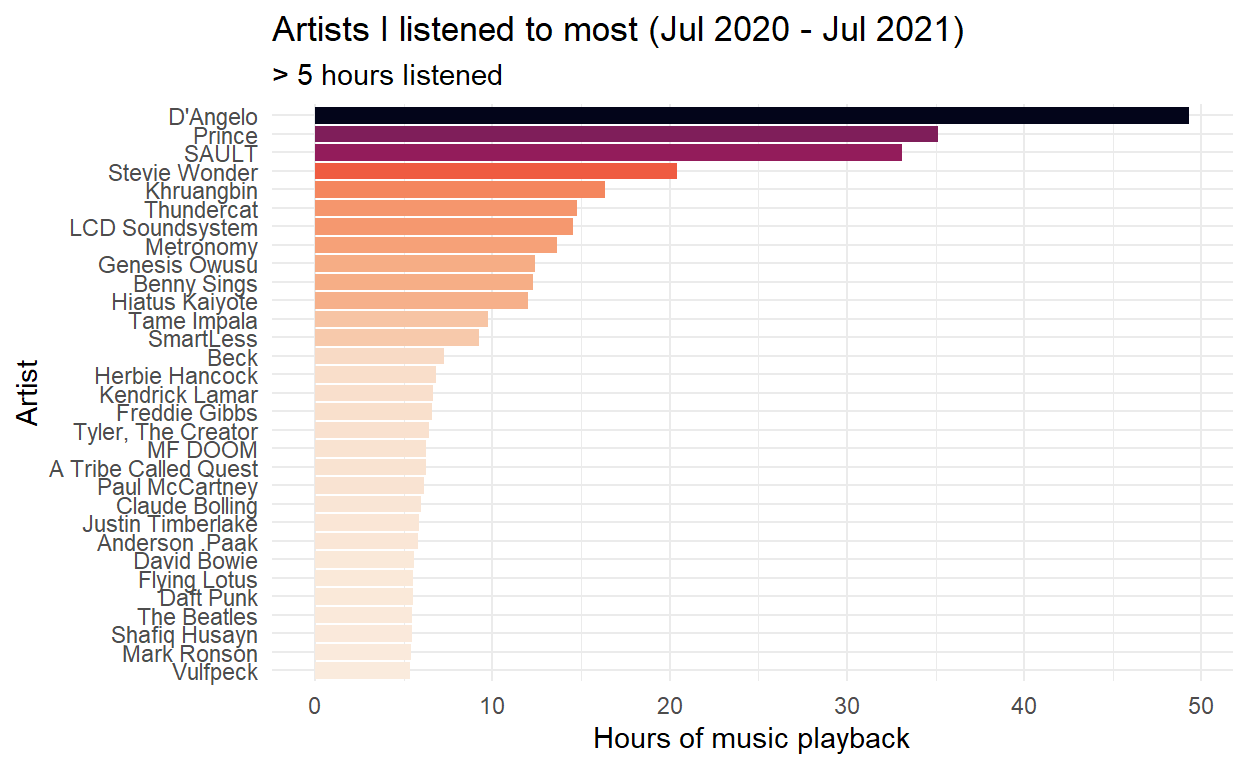 Artists I listened to most (Jul 2020 - Jul 2021)
> 5 hours listened
D'Angelo
Prince
SAULT
Stevie Wonder
Khruangbin
Thundercat
LCD Soundsystem
Metronomy
Genesis Owusu
Benny Sings
Hiatus Kaiyote
Tame Impala
SmartLess
Beck
Herbie Hancock
Kendrick Lamar
Freddie Gibbs
Tyler, The Creator
MF DOOM
A Tribe Called Quest
Paul McCartney
Claude Bolling
Justin Timberlake
Anderson .Paak
David Bowie
Flying Lotus
Daft Punk
The Beatles
Shafiq Husayn
Mark Ronson
Vulfpeck
Artist
0 10 20 30 40 50
Hours of music playback